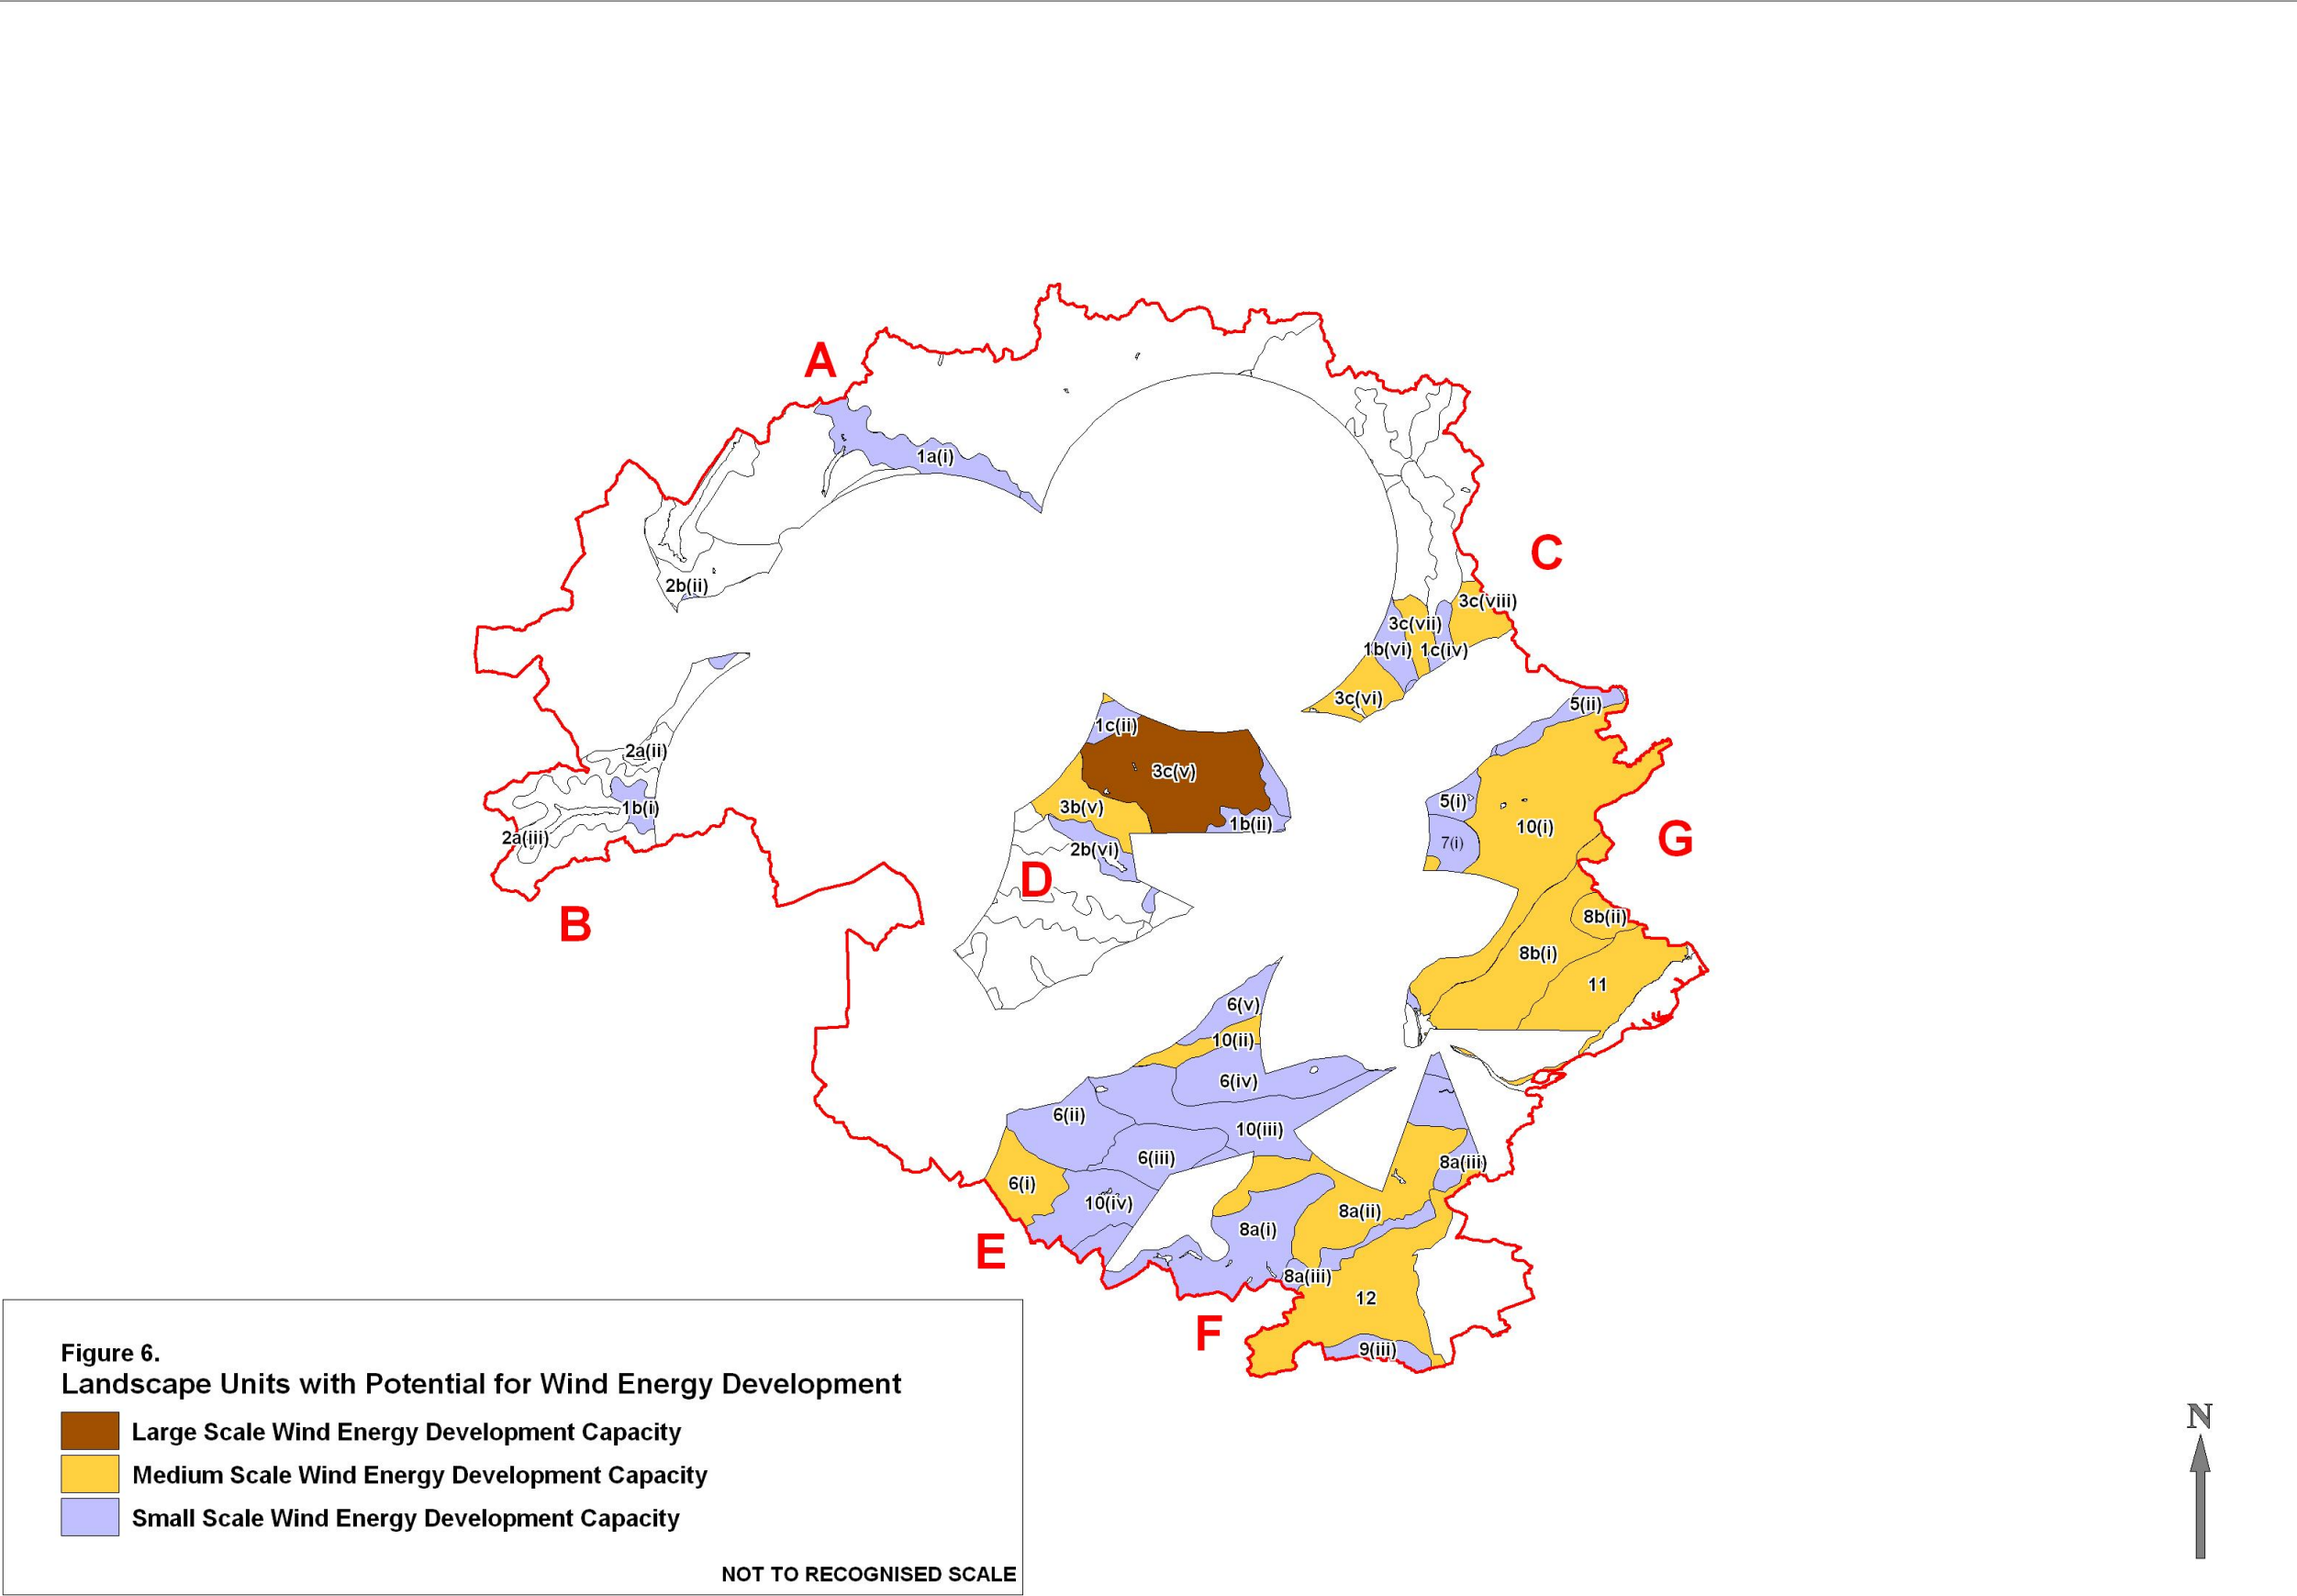 A
1a(i)
2b(ii)
C
3c(viii)
3c(vii)
1b(vi) 1c(iv)
3c(vi)
5(ii)
1c(ii)
2a(ii)
3c(v)
1b(i)
3b(v)
5(i)
1b(ii)
10(i)
2a(iii)
G
7(i)
2b(vi)
D
B
8b(ii)
8b(i)
11
6(v)
10(ii)
6(iv)
6(ii)
10(iii)
6(iii)
8a(iii)
6(i)
10(iv)
8a(ii)
8a(i)
E
8a(iii)
12
F
9(iii)
Figure 6.
Landscape Units with Potential for Wind Energy Development
Large Scale Wind Energy Development Capacity
Medium Scale Wind Energy Development Capacity
Small Scale Wind Energy Development Capacity
NOT TO RECOGNISED SCALE
N